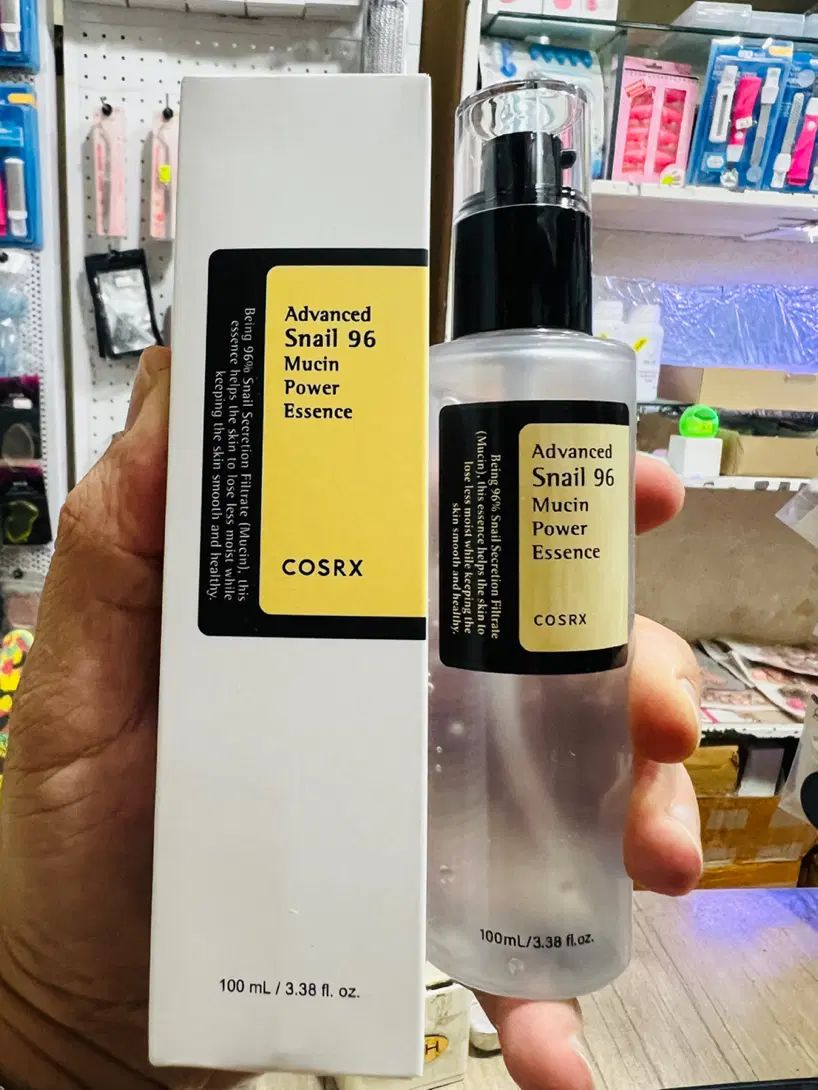 Advanced
Snail 96
Mucin
Power
Essence
Being 96% Snail Secretion Filtrate (Mucin), this
essence helps the skin to lose less moist while
keeping the skin smooth and healthy.
COSRX
100 mL / 3.38 fl. oz.
Advanced
Snail 96
Mucin
Power
Essence
Being 96% Snail Secretion Filtrate
(Mucin), this essence helps the skin to
lose less moist while keeping the
skin smooth and healthy.
COSRX
100mL/3.38 fl.oz.
H